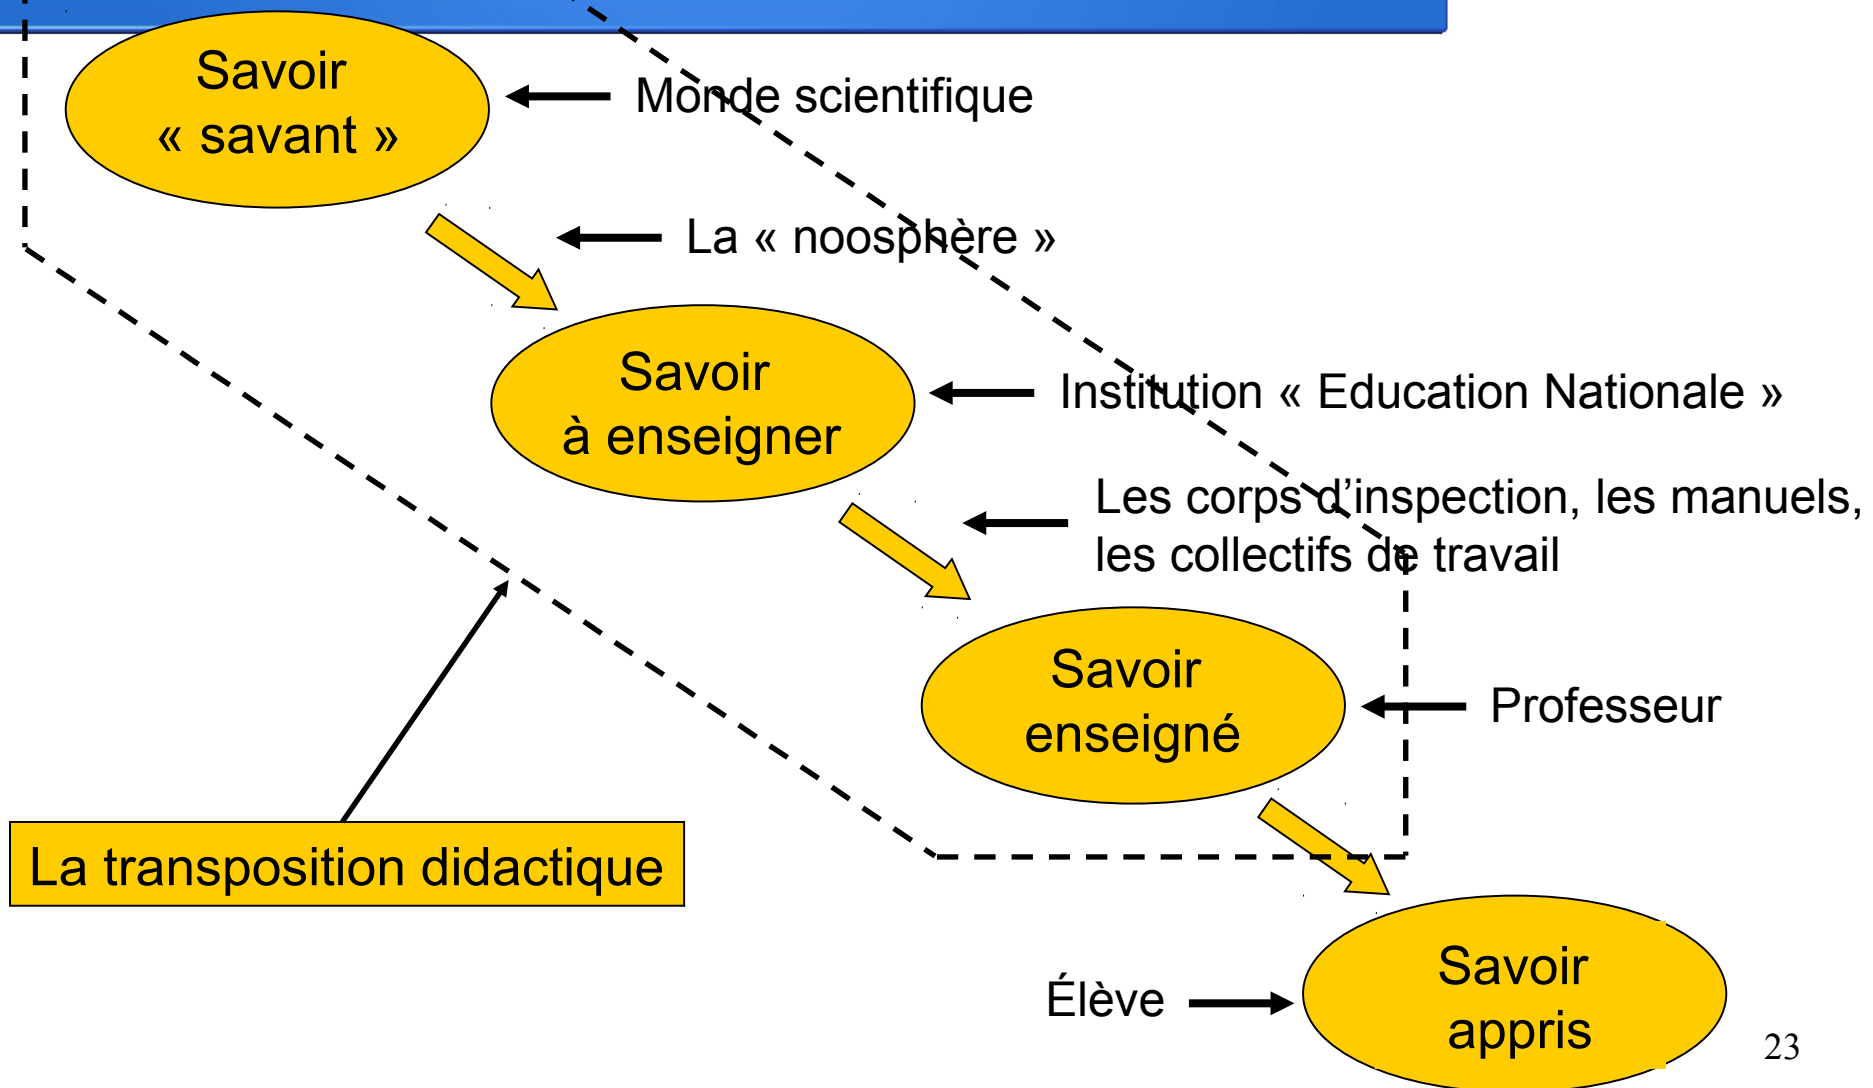 Savoir
« savant »
Monde scientifique
La « noosphère »
Savoir
à enseigner
Institution « Education Nationale »
Les corps d’inspection, les manuels,
les collectifs de travail
Savoir
enseigné
Professeur
La transposition didactique
Élève
Savoir
appris
23